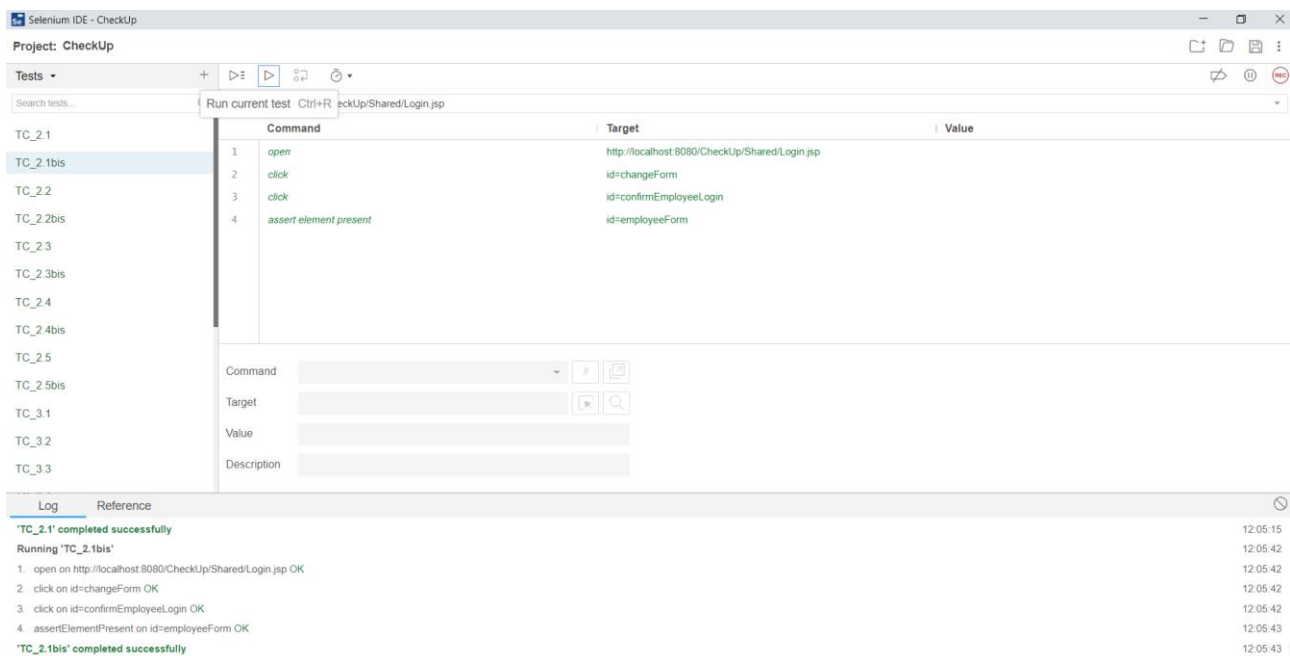 Selenium IDE - CheckUp
Project: CheckUp
Tests
REC
Search tests...
Run current test Ctrl+R
eckUp/Shared/Login.jsp
Command Target Value
1 open http://localhost:8080/CheckUp/Shared/Login.jsp
2 click id=changeForm
3 click id=confirmEmployeeLogin
4 assert element present id=employeeForm
TC_2.1
TC_2.1bis
TC_2.2
TC_2.2bis
TC_2.3
TC_2.3bis
TC_2.4
TC_2.4bis
TC_2.5
TC_2.5bis
TC_3.1
TC_3.2
TC_3.3
Command //
Target
Value
Description
Log Reference
'TC_2.1' completed successfully 12:05:15
Running 'TC_2.1bis' 12:05:42
1. open on http://localhost:8080/CheckUp/Shared/Login.jsp OK 12:05:42
2. click on id=changeForm OK 12:05:42
3. click on id=confirmEmployeeLogin OK 12:05:42
4. assertElementPresent on id=employeeForm OK 12:05:43
'TC_2.1bis' completed successfully 12:05:43